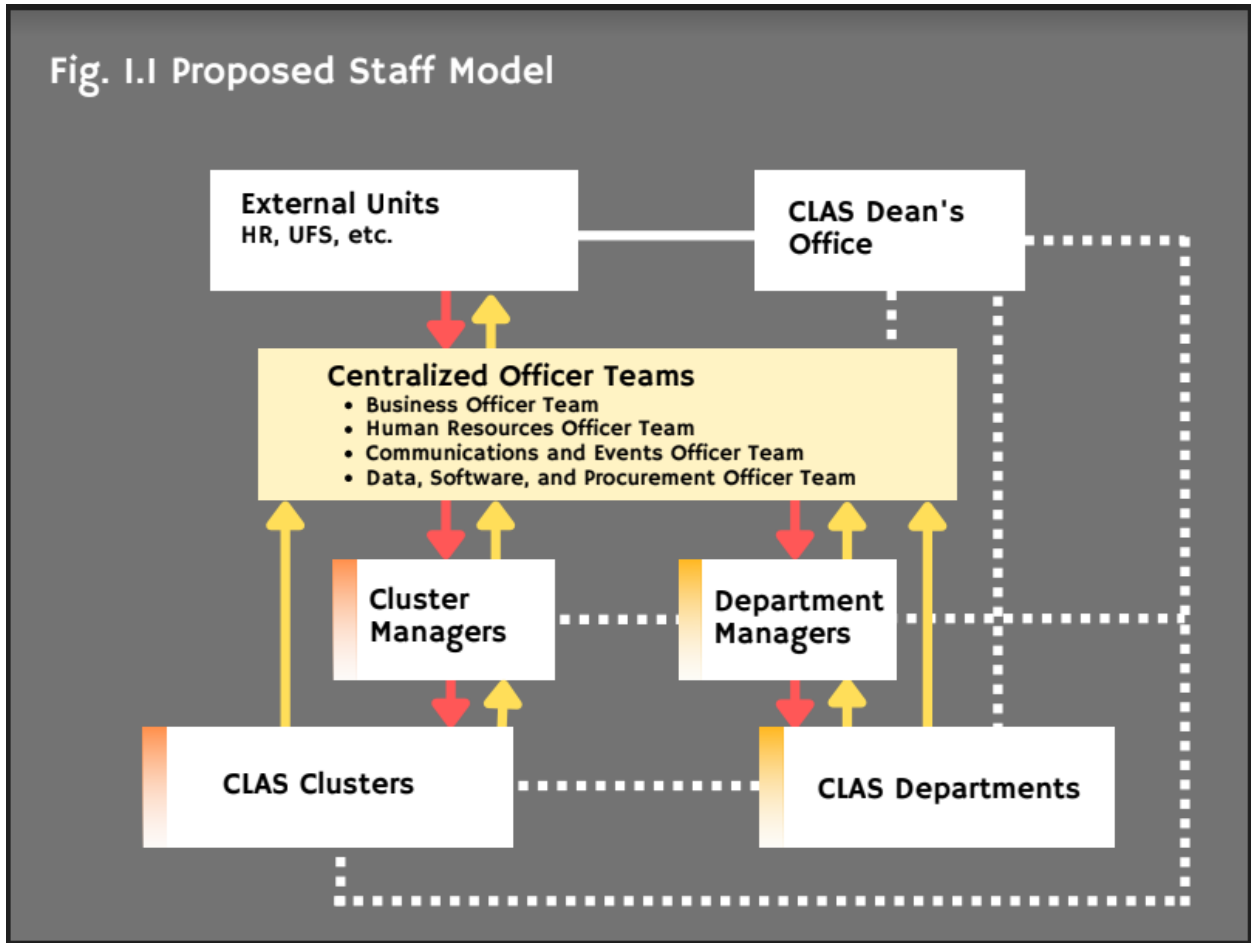 Fig. 1.1 Proposed Staff Model
External Units
HR, UFS, etc.
CLAS Dean's
Office
Centralized Officer Teams
• Business Officer Team
• Human Resources Officer Team
• Communications and Events Officer Team
• Data, Software, and Procurement Officer Team
Cluster
Managers
Department
Managers
CLAS Clusters
CLAS Departments